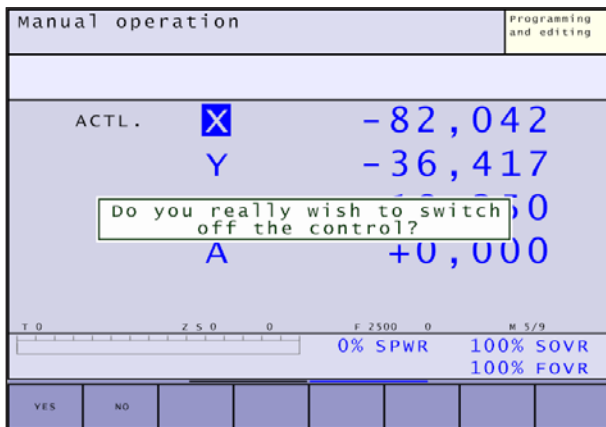 Manual operation
Programming
and editing
ACTL. X -82,042
Y -36,417
Do you really wish to switch
off the control?
A +0,000
T 0 Z S 0 0 F 2500 0 M 5/9
0% SPWR 100% SOVR
100% FOVR
YES NO